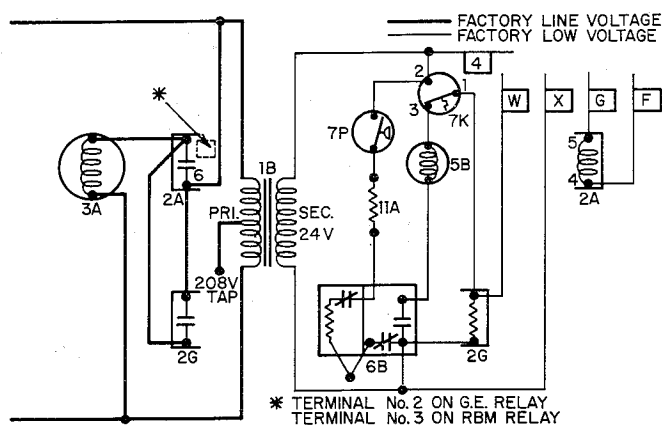 FACTORY LINE VOLTAGE
FACTORY LOW VOLTAGE
4
2
1
W
X
G
F
*
3
7K
7P
5
5B
6
1B
4
2A
2A
3A
PRI.
SEC.
24V
11A
208V
TAP
2G
6B
2G
* TERMINAL No. 2 ON G.E. RELAY
TERMINAL No. 3 ON RBM RELAY